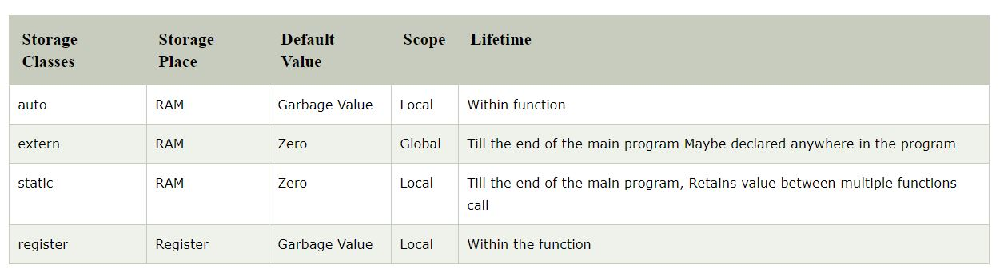 Storage Classes Storage Place Default Value Scope Lifetime
auto RAM Garbage Value Local Within function
extern RAM Zero Global Till the end of the main program Maybe declared anywhere in the program
static RAM Zero Local Till the end of the main program, Retains value between multiple functions
call
register Register Garbage Value Local Within the function